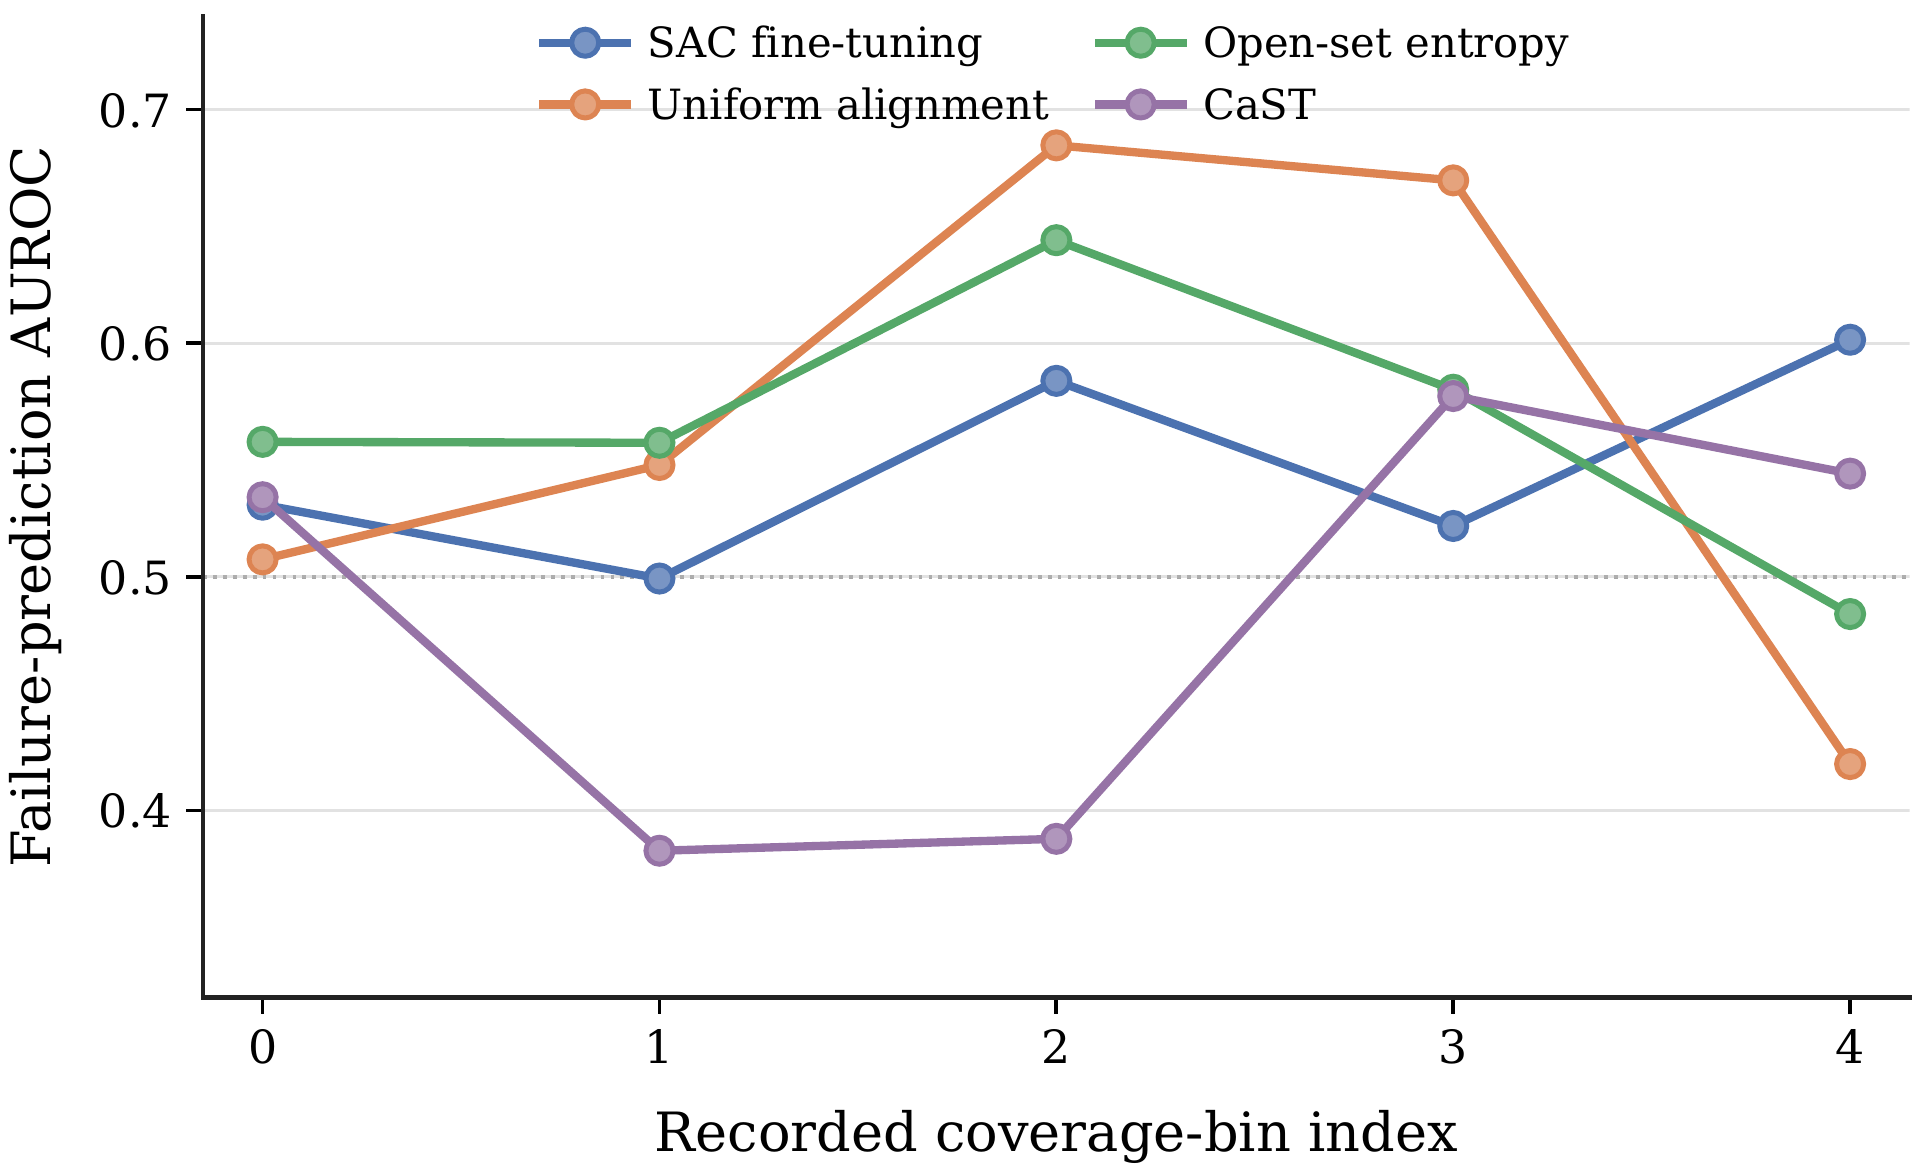 SAC fine-tuning
Open-set entropy
Uniform alignment
CaST
Failure-prediction AUROC
0.7
0.6
0.5
0.4
0 1 2 3 4
Recorded coverage-bin index